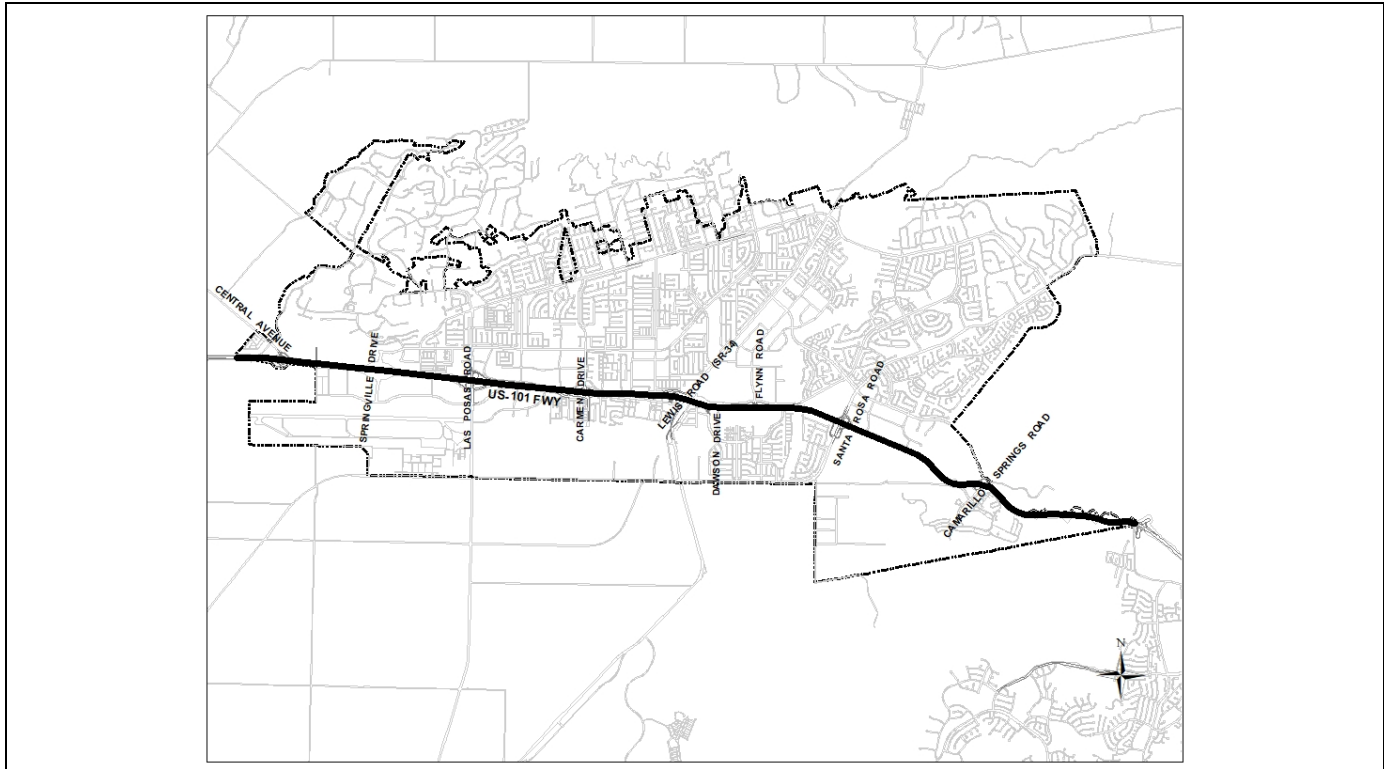 CENTRAL AVENUE
SPRINGVILLE DRIVE
LAS POSAS ROAD
US-101 FWY
CARMEN DRIVE
LEWIS ROAD (SR-34)
DAWSON DRIVE
FLYNN ROAD
SANTA ROSA ROAD
CAMARILLO SPRINGS ROAD
N